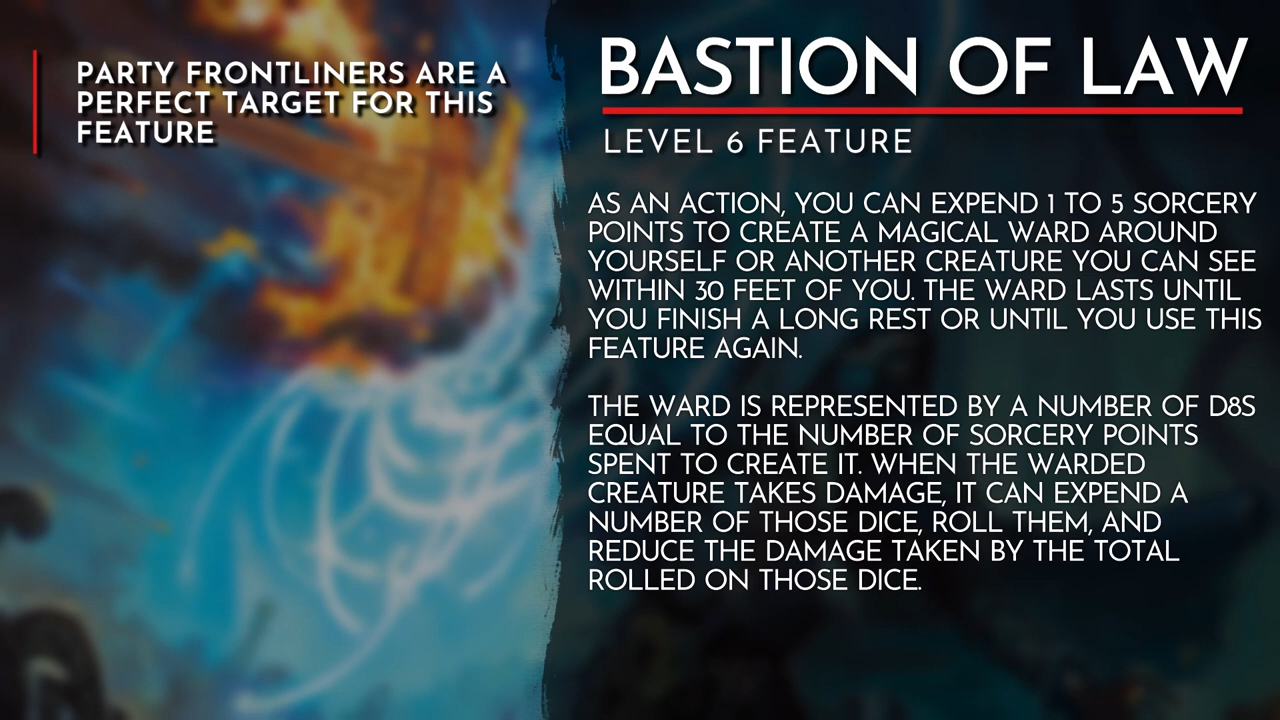 PARTY FRONTLINERS ARE A
PERFECT TARGET FOR THIS
FEATURE
BASTION OF LAW
LEVEL 6 FEATURE
AS AN ACTION, YOU CAN EXPEND 1 TO 5 SORCERY
POINTS TO CREATE A MAGICAL WARD AROUND
YOURSELF OR ANOTHER CREATURE YOU CAN SEE
WITHIN 30 FEET OF YOU. THE WARD LASTS UNTIL
YOU FINISH A LONG REST OR UNTIL YOU USE THIS
FEATURE AGAIN.
THE WARD IS REPRESENTED BY A NUMBER OF D8S
EQUAL TO THE NUMBER OF SORCERY POINTS
SPENT TO CREATE IT. WHEN THE WARDED
CREATURE TAKES DAMAGE, IT CAN EXPEND A
NUMBER OF THOSE DICE, ROLL THEM, AND
REDUCE THE DAMAGE TAKEN BY THE TOTAL
ROLLED ON THOSE DICE.